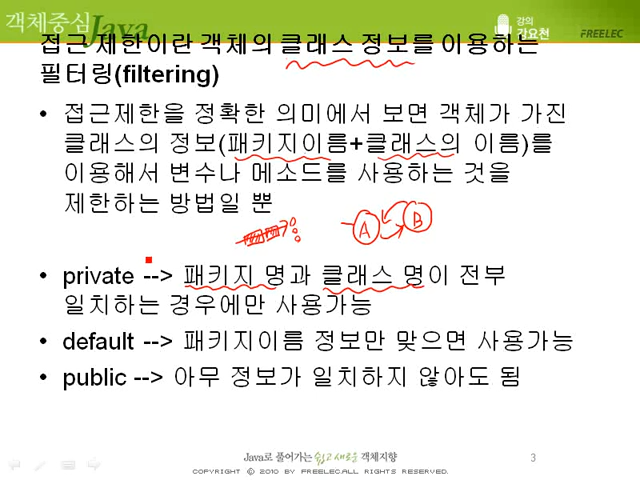 객체중심 Java
강의 강요천
FREELEC
접근 제한이란 객체의 클래스 정보를 이용하는
필터링(filtering)
• 접근제한을 정확한 의미에서 보면 객체가 가진
클래스의 정보(패키지이름+클래스의 이름)를
이용해서 변수나 메소드를 사용하는 것을
제한하는 방법일 뿐
A B
• private --> 패키지 명과 클래스 명이 전부
일치하는 경우에만 사용가능
• default --> 패키지이름 정보만 맞으면 사용가능
• public --> 아무 정보가 일치하지 않아도 됨
Java로 풀어가는 쉽고 새로운 객체지향
3
COPYRIGHT © 2010 BY FREELEC.ALL RIGHTS RESERVED.